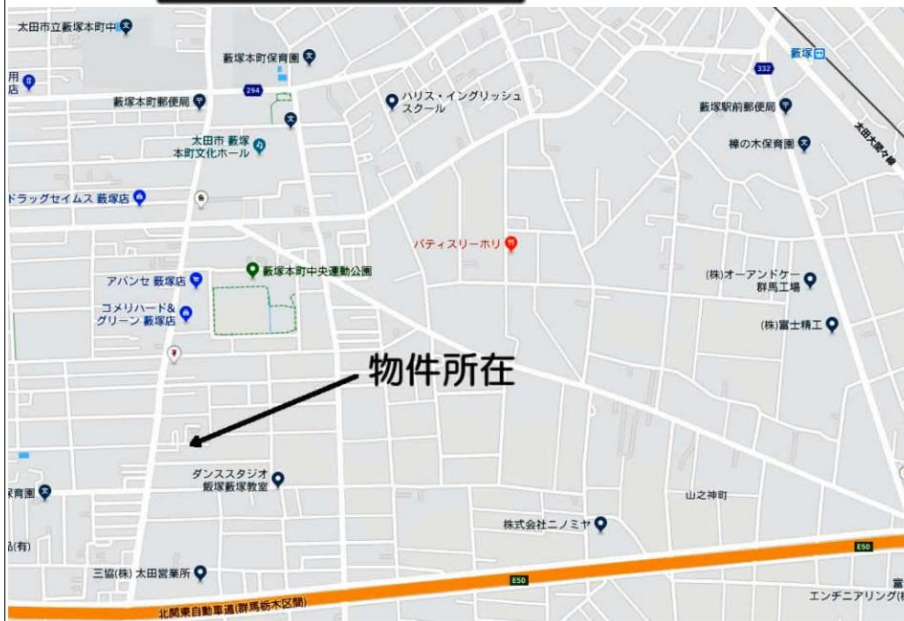 太田市立藪塚本町中
藪塚本町保育園
藪塚
332
用
店
294
藪塚本町郵便局
ハリス・イングリッシュ
スクール
藪塚駅前郵便局
太田大間々線
太田市 藪塚
本町文化ホール
樟の木保育園
ドラッグセイムス 藪塚店
パティスリーホリ
アバンセ 藪塚店
藪塚本町中央運動公園
(株)オーアンドケー
群馬工場
コメリハード&
グリーン 藪塚店
(株)富士精工
物件所在
ダンススタジオ
飯塚藪塚教室
保育園
山之神町
株式会社ニノミヤ
品(有)
E50
三協(株) 太田営業所
E50
富
エンヂニアリング(
北関東自動車道(群馬栃木区間)